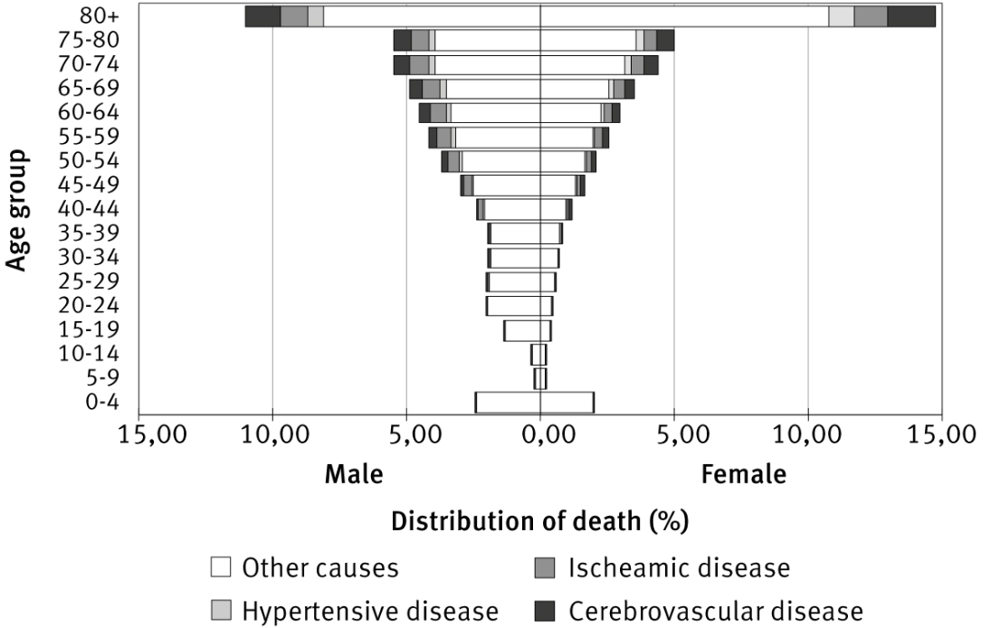 Age group
80+
75-80
70-74
65-69
60-64
55-59
50-54
45-49
40-44
35-39
30-34
25-29
20-24
15-19
10-14
5-9
0-4
15,00 10,00 5,00 0,00 5,00 10,00 15,00
Male Female
Distribution of death (%)
Other causes Ischeamic disease
Hypertensive disease Cerebrovascular disease